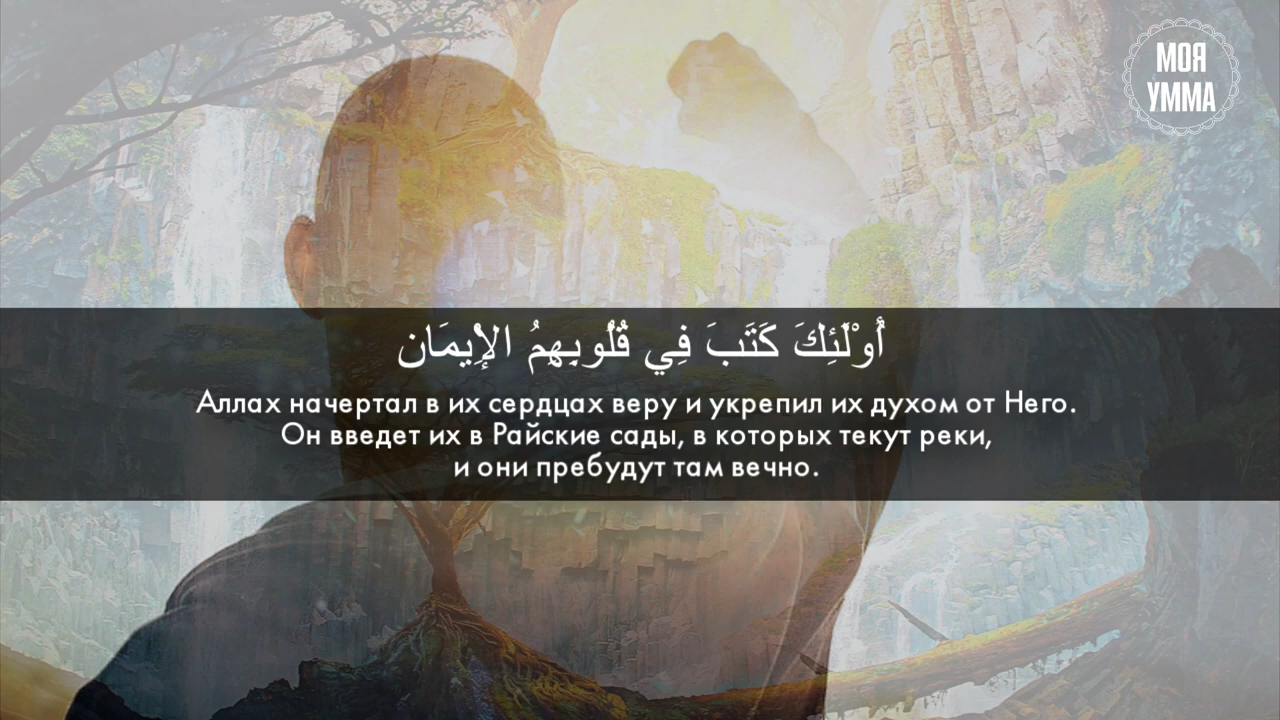 МОЯ
УММА
أُوْلَئِكَ كَتَبَ فِي قُلُوبِهِمُ الإِيمَان
Аллах начертал в их сердцах веру и укрепил их духом от Него.
Он введет их в Райские сады, в которых текут реки,
и они пребудут там вечно.